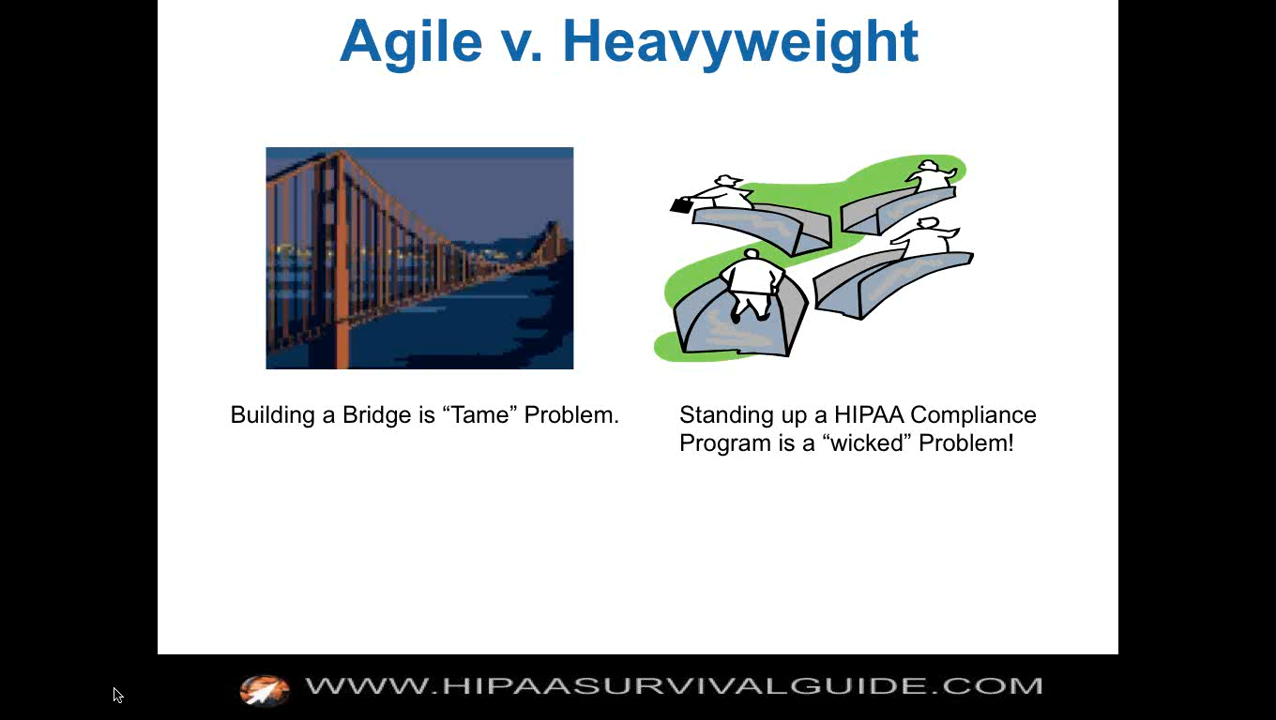 Agile v. Heavyweight
Building a Bridge is “Tame” Problem.
Standing up a HIPAA Compliance
Program is a “wicked” Problem!
WWW.HIPAASURVIVALGUIDE.COM